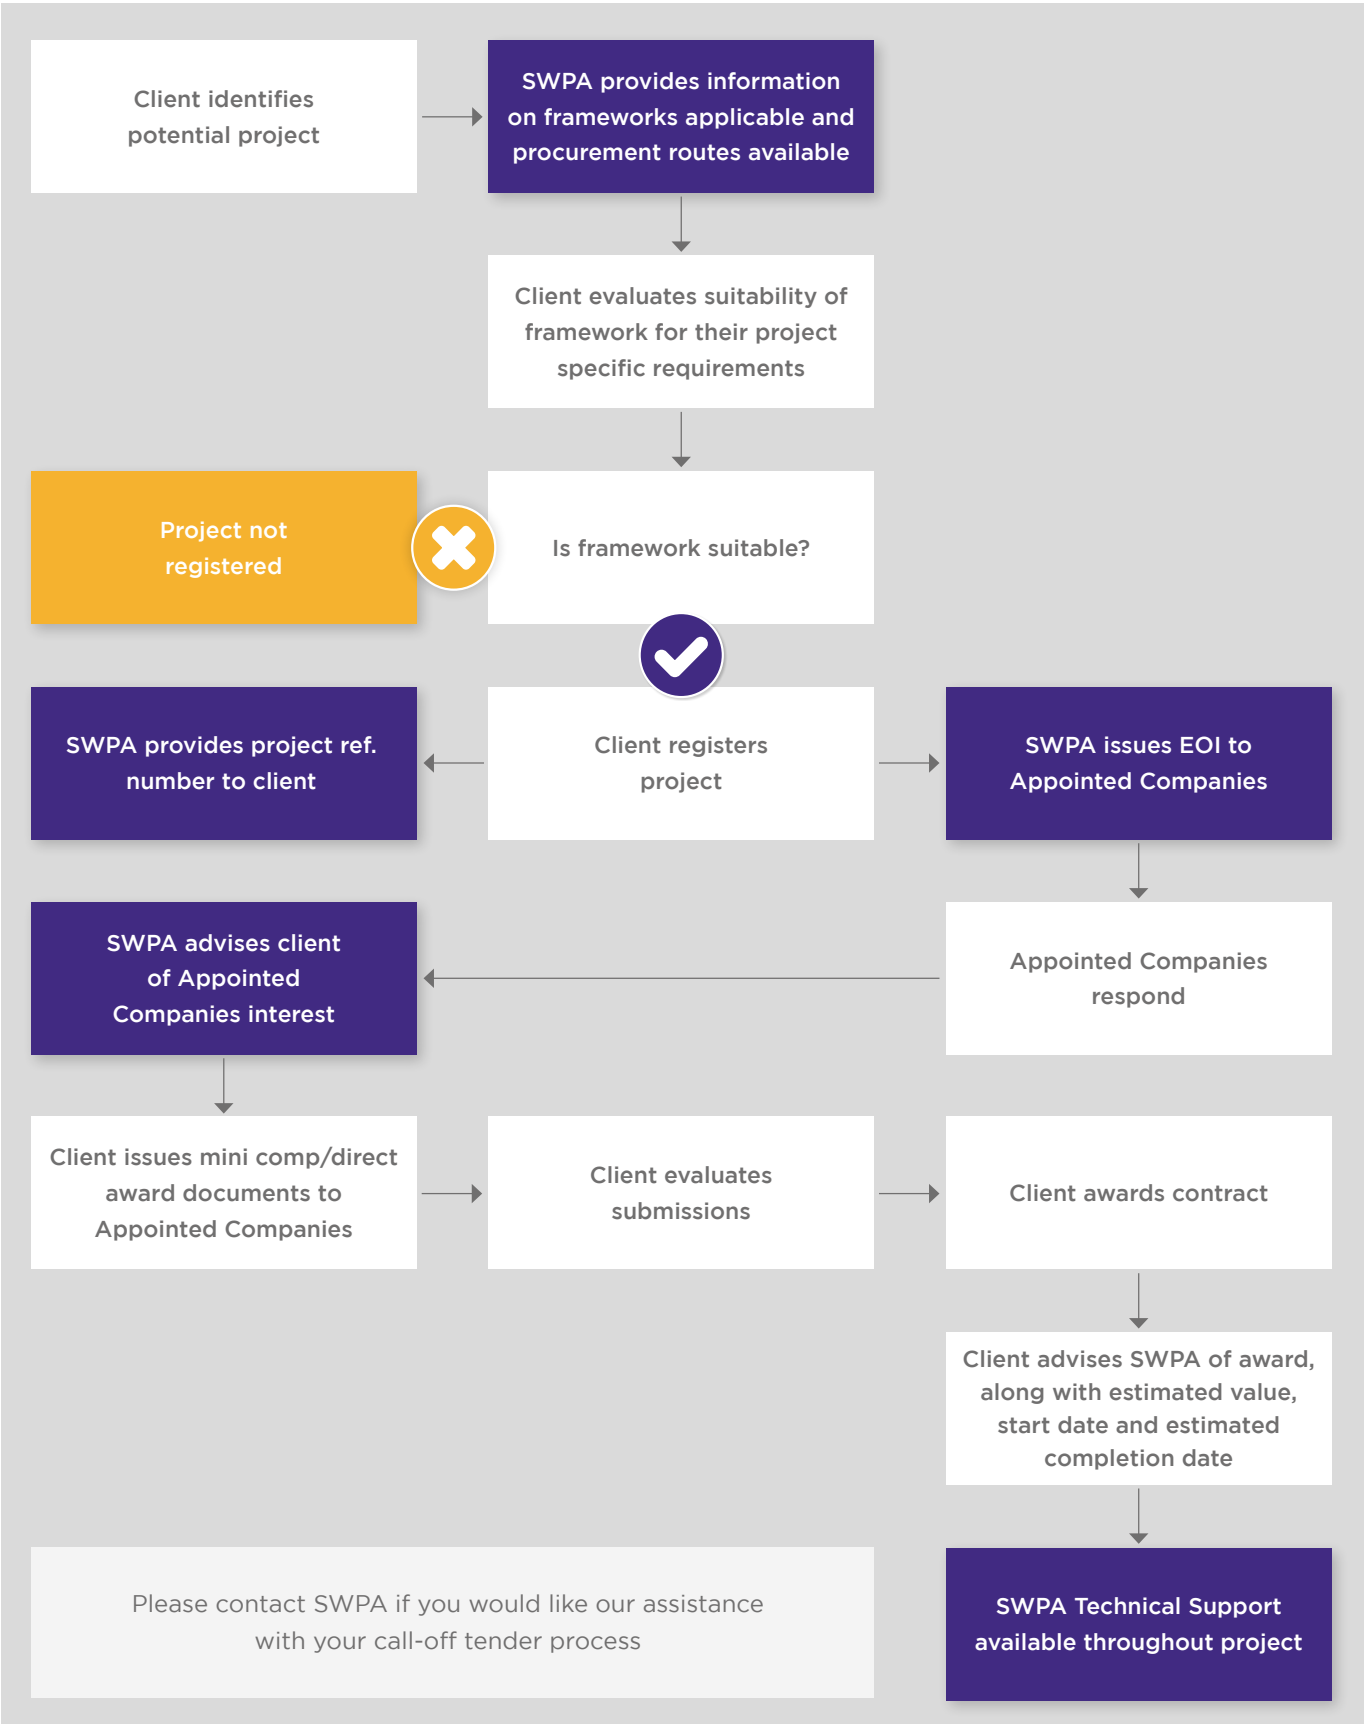 Client identifies
potential project
SWPA provides information
on frameworks applicable and
procurement routes available
Client evaluates suitability of
framework for their project
specific requirements
Project not
registered
Is framework suitable?
SWPA provides project ref.
number to client
Client registers
project
SWPA issues EOI to
Appointed Companies
SWPA advises client
of Appointed
Companies interest
Appointed Companies
respond
Client issues mini comp/direct
award documents to
Appointed Companies
Client evaluates
submissions
Client awards contract
Client advises SWPA of award,
along with estimated value,
start date and estimated
completion date
Please contact SWPA if you would like our assistance
with your call-off tender process
SWPA Technical Support
available throughout project